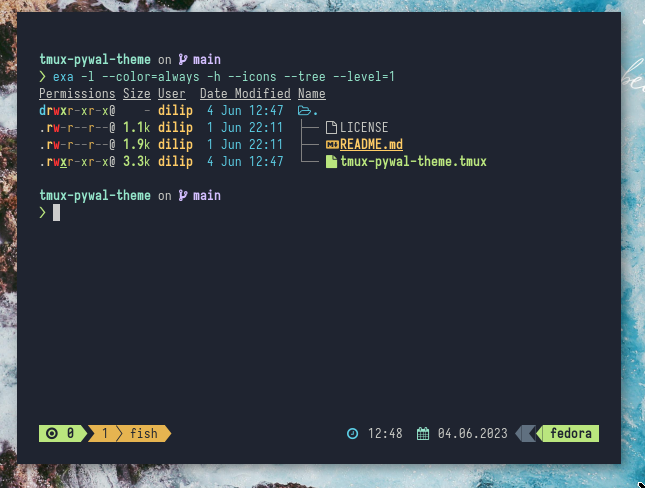 tmux-pywal-theme on main
❯ exa -l --color=always -h --icons --tree --level=1
Permissions Size User Date Modified Name
drwxr-xr-x@ - dilip 4 Jun 12:47 .
.rw-r--r--@ 1.1k dilip 1 Jun 22:11 ├── LICENSE
.rw-r--r--@ 1.9k dilip 1 Jun 22:11 ├── README.md
.rwxr-xr-x@ 3.3k dilip 4 Jun 12:47 └── tmux-pywal-theme.tmux
tmux-pywal-theme on main
❯
0 1 fish 12:48 04.06.2023 fedora